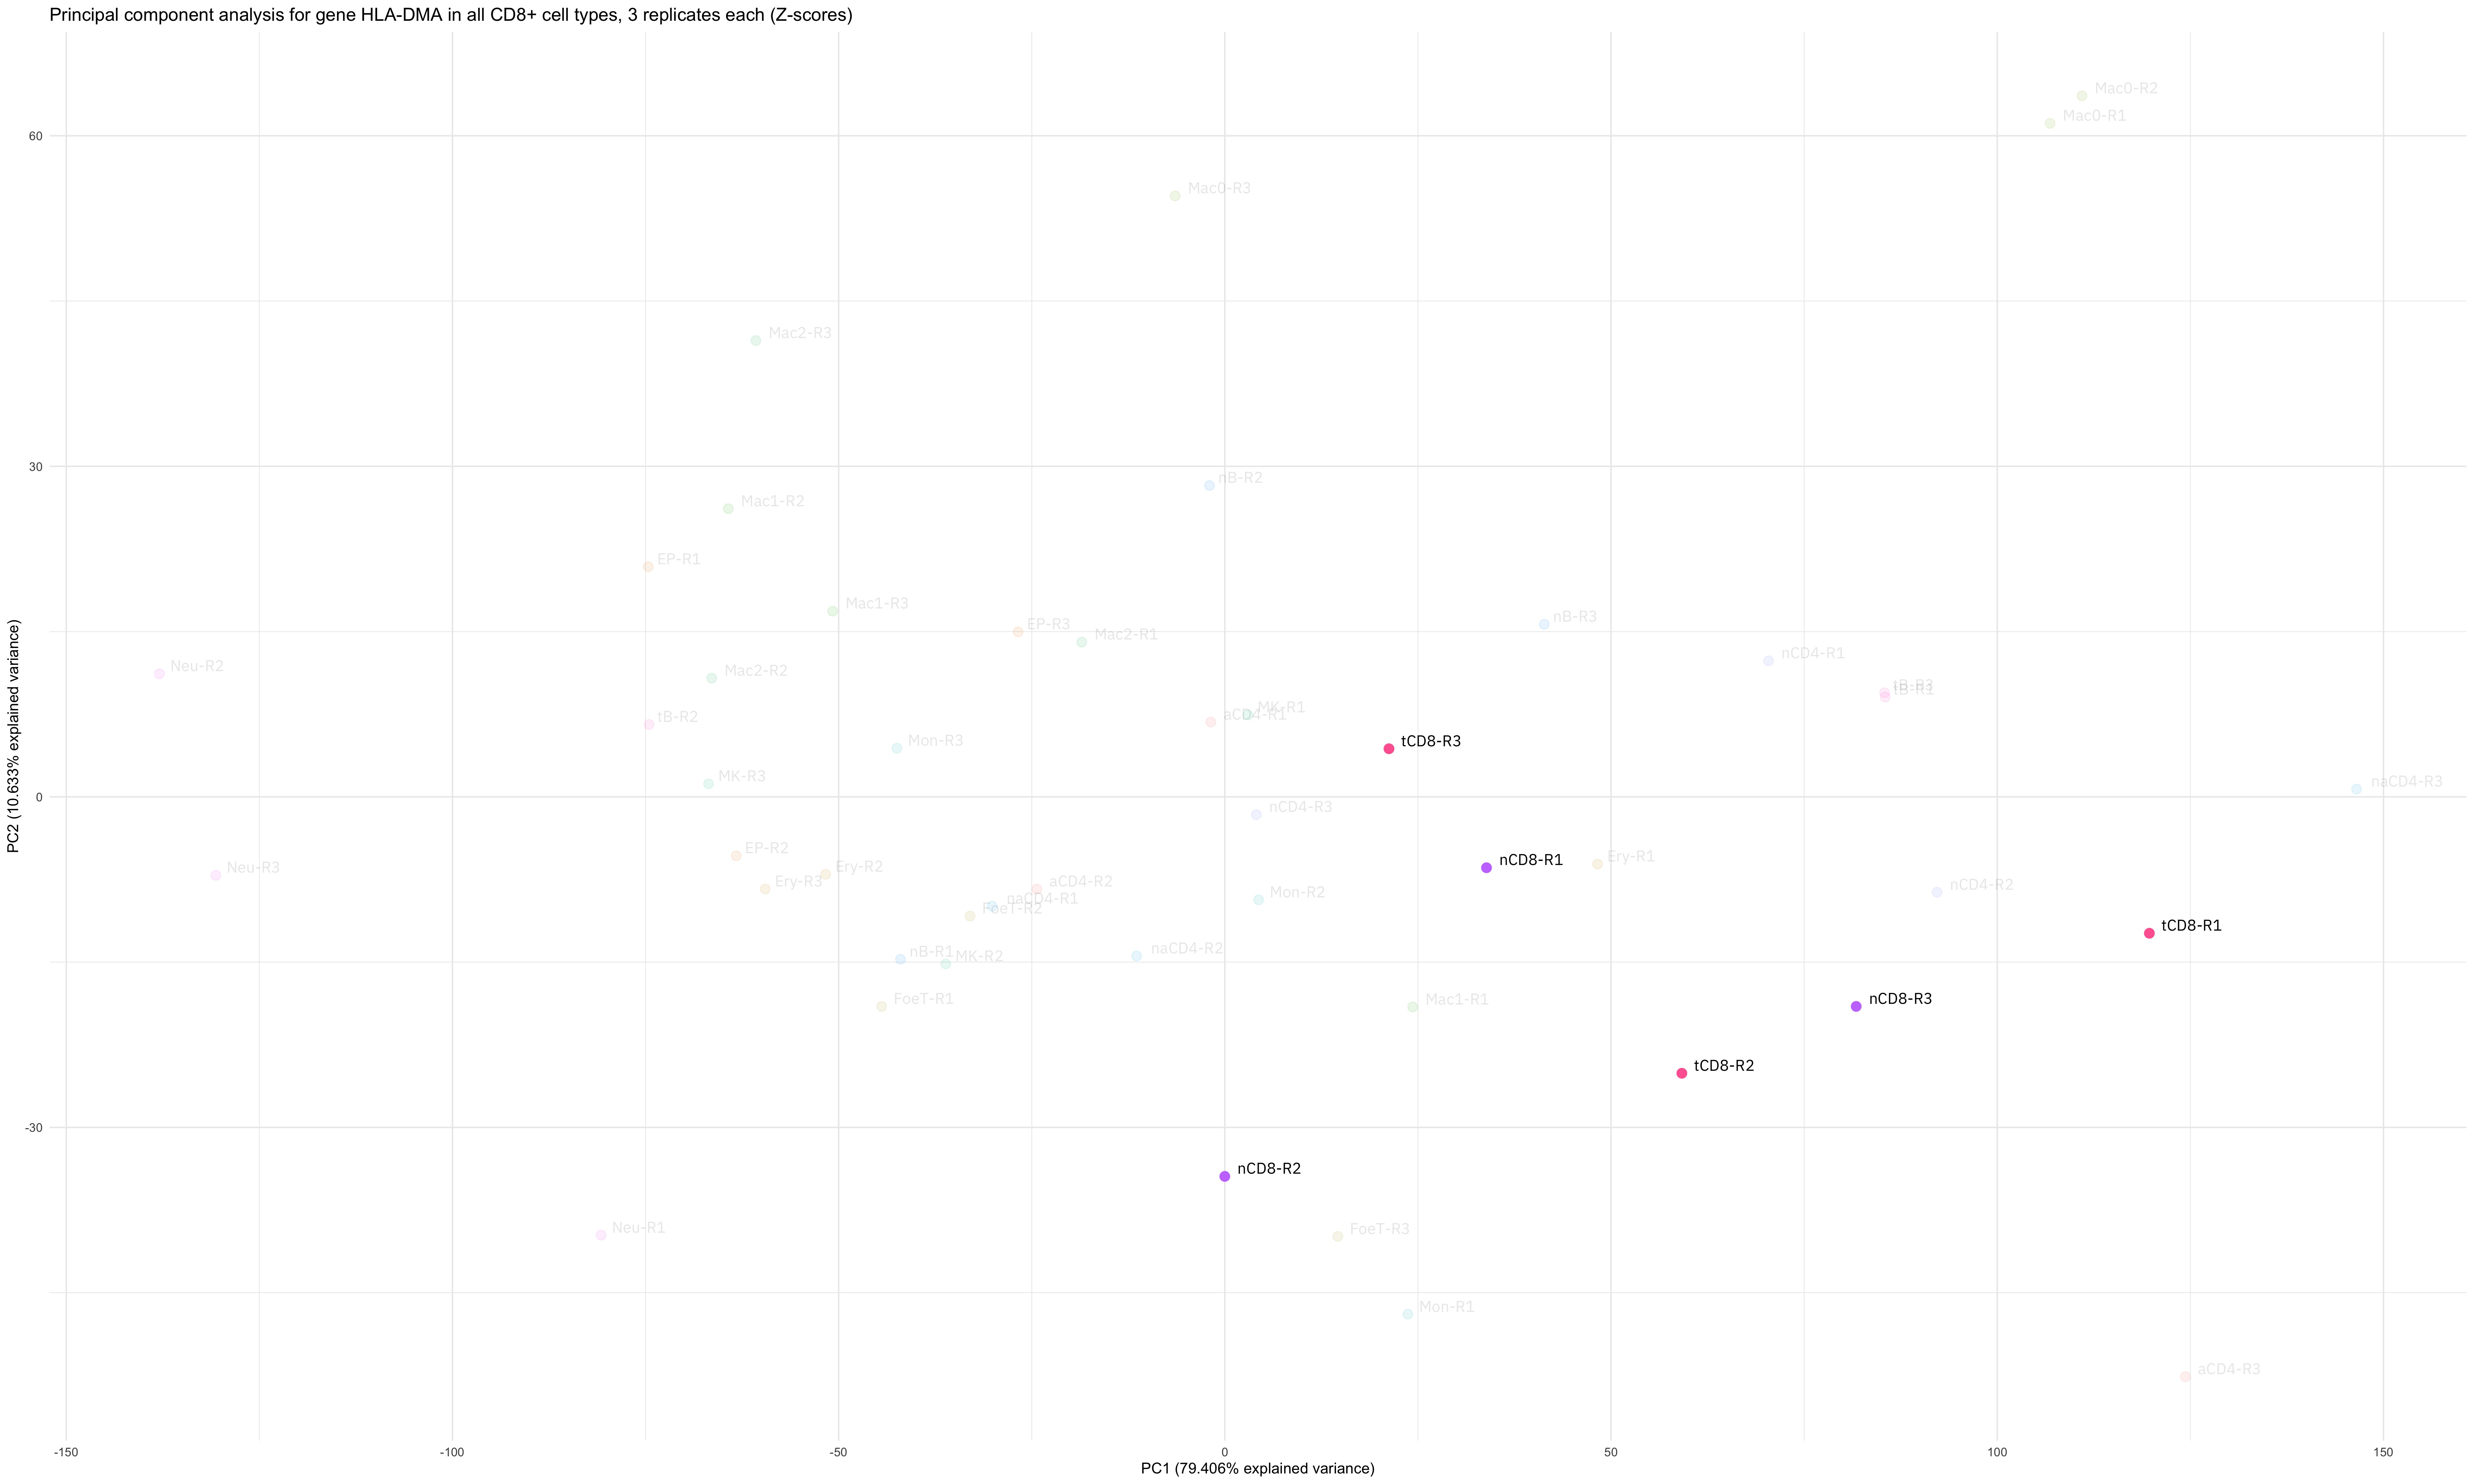 Principal component analysis for gene HLA-DMA in all CD8+ cell types, 3 replicates each (Z-scores)
Mac0-R2
Mac0-R1
60
Mac0-R3
Mac2-R3
30
nB-R2
Mac1-R2
EP-R1
Mac1-R3
nB-R3
EP-R3
Mac2-R1
nCD4-R1
Neu-R2
Mac2-R2
tB-R3
tB-R1
MK-R1
aCD4-R1
tB-R2
Mon-R3
tCD8-R3
PC2 (10.633% explained variance)
MK-R3
naCD4-R3
0
nCD4-R3
EP-R2
Ery-R1
nCD8-R1
Neu-R3
Ery-R2
Ery-R3
aCD4-R2
nCD4-R2
Mon-R2
naCD4-R1
FoeT-R2
tCD8-R1
naCD4-R2
nB-R1
MK-R2
FoeT-R1
Mac1-R1
nCD8-R3
tCD8-R2
-30
nCD8-R2
Neu-R1
FoeT-R3
Mon-R1
aCD4-R3
-150
-100
-50
0
50
100
150
PC1 (79.406% explained variance)